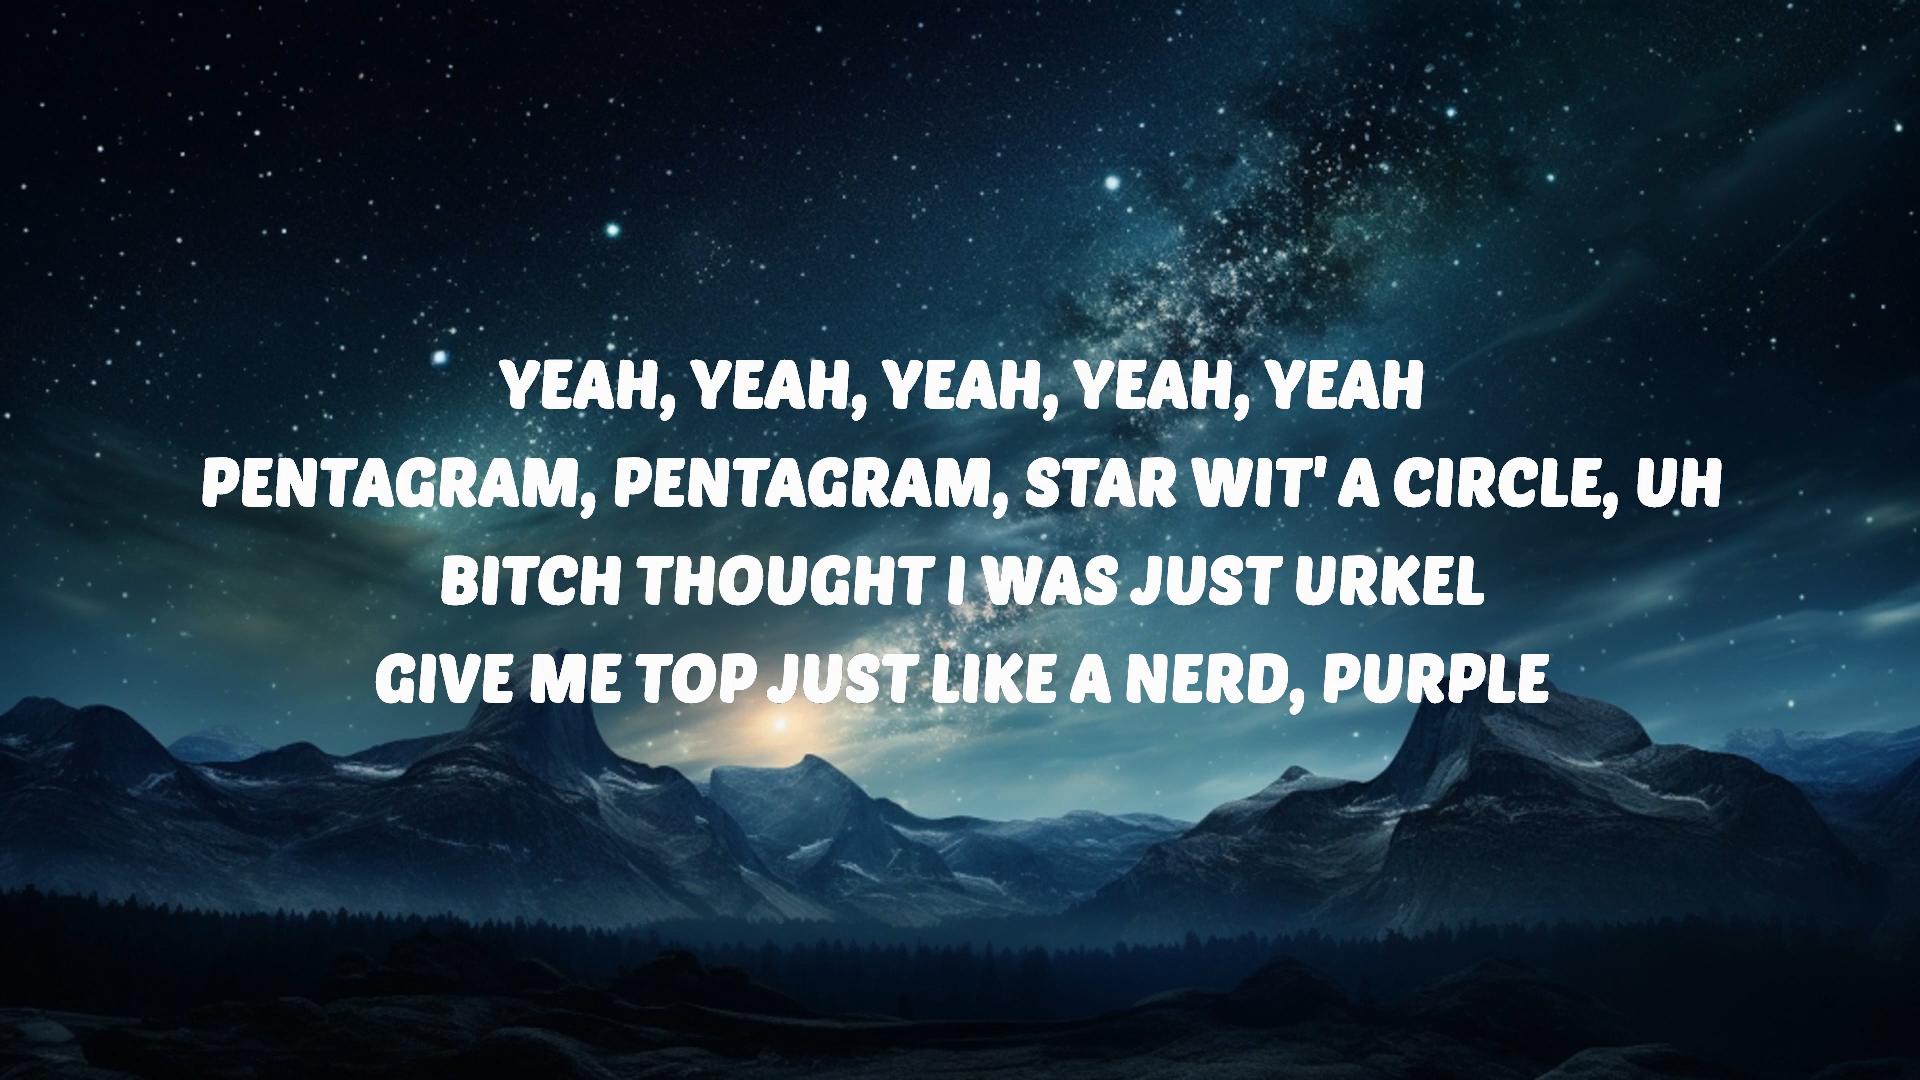 YEAH, YEAH, YEAH, YEAH, YEAH
PENTAGRAM, PENTAGRAM, STAR WIT' A CIRCLE, UH
BITCH THOUGHT I WAS JUST URKEL
GIVE ME TOP JUST LIKE A NERD, PURPLE